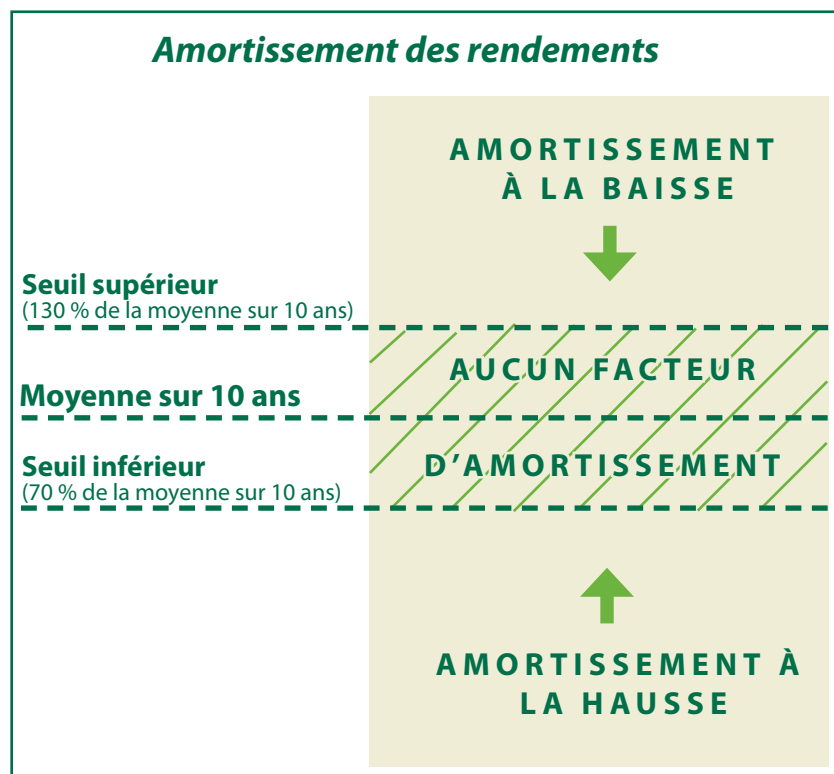 Amortissement des rendements
AMORTISSEMENT
À LA BAISSE
Seuil supérieur
(130 % de la moyenne sur 10 ans)
AUCUN FACTEUR
Moyenne sur 10 ans
Seuil inférieur
(70 % de la moyenne sur 10 ans)
D’AMORTISSEMENT
AMORTISSEMENT À
LA HAUSSE